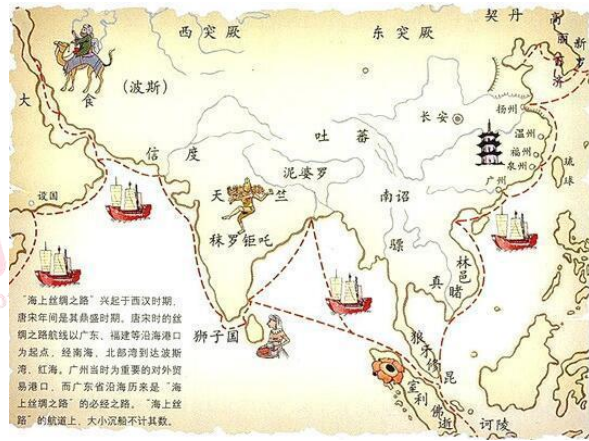 契丹
高丽
新罗
百济
西突厥
东突厥
大食
(波斯)
长安
扬州
吐蕃
温州
福州
泉州
琉球
信度
泥婆罗
设国
天竺
南诏
广州
秣罗钜吒
骠
林邑
真
睹
狮子国
狼牙修
昆
室利佛逝
诃陵
“海上丝绸之路”兴起于西汉时期，
唐宋年间是其鼎盛时期。唐宋时的丝
绸之路航线以广东、福建等沿海港口
为起点，经南海、北部湾到达波斯
湾，红海。广州当时为重要的对外贸
易港口，而广东省沿海历来是“海
上丝绸之路”的必经之路。“海上丝
路”的航道上，大小沉船不计其数。